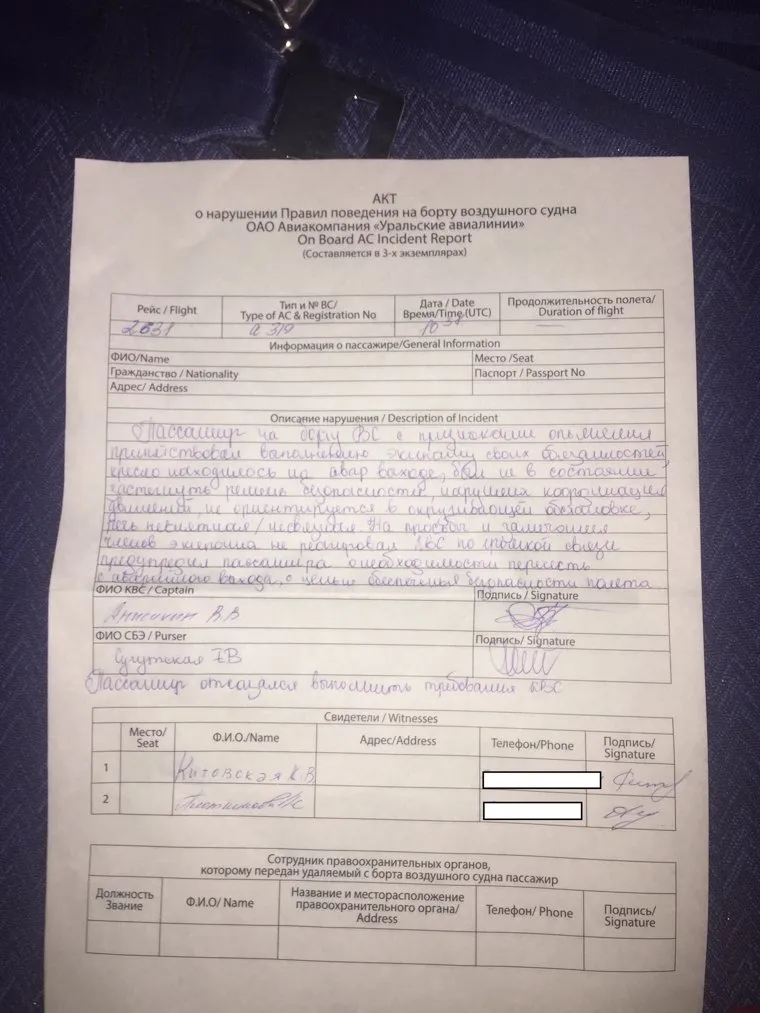 АКТ
о нарушении Правил поведения на борту воздушного судна
ОАО Авиакомпания «Уральские авиалинии»
On Board AC Incident Report
(Составляется в 3-х экземплярах)
Рейс / Flight
Тип и № ВС/
Type of AC & Registration No
Дата / Date
Время/Time (UTC)
Продолжительность полета/
Duration of flight
а 319
Информация о пассажире/General Information
ФИО/Name
Место /Seat
Гражданство / Nationality
Паспорт / Passport No
Адрес/ Address
Описание нарушения / Description of Incident
Пассажир на борту ВС с признаками опьянения
препятствовал выполнению экипажу своих обязанностей,
кресло находилось на авар выходе, был не в состоянии
застегнуть ремень безопасности, нарушена координация
движений, не ориентируется в окружающей обстановке,
речь невнятная/несвязная. На просьбы и замечания
членов экипажа не реагировал КВС по громкой связи
предупредил пассажира о необходимости пересесть
с аварийного выхода, с целью обеспечения безопасности полета
ФИО КВС / Captain
Подпись / Signature
В.В
ФИО СБЭ / Purser
Подпись/ Signature
Пассажир отказался выполнить требования КВС
Свидетели / Witnesses
Место/
Seat
Ф.И.О./Name
Адрес/Address
Телефон/Phone
Подпись/
Signature
1
Китовская К.В
2
Сотрудник правоохранительных органов,
которому передан удаляемый с борта воздушного судна пассажир
Должность
Звание
Ф.И.О/ Name
Название и месторасположение
правоохранительного органа/
Address
Телефон/ Phone
Подпись/
Signature